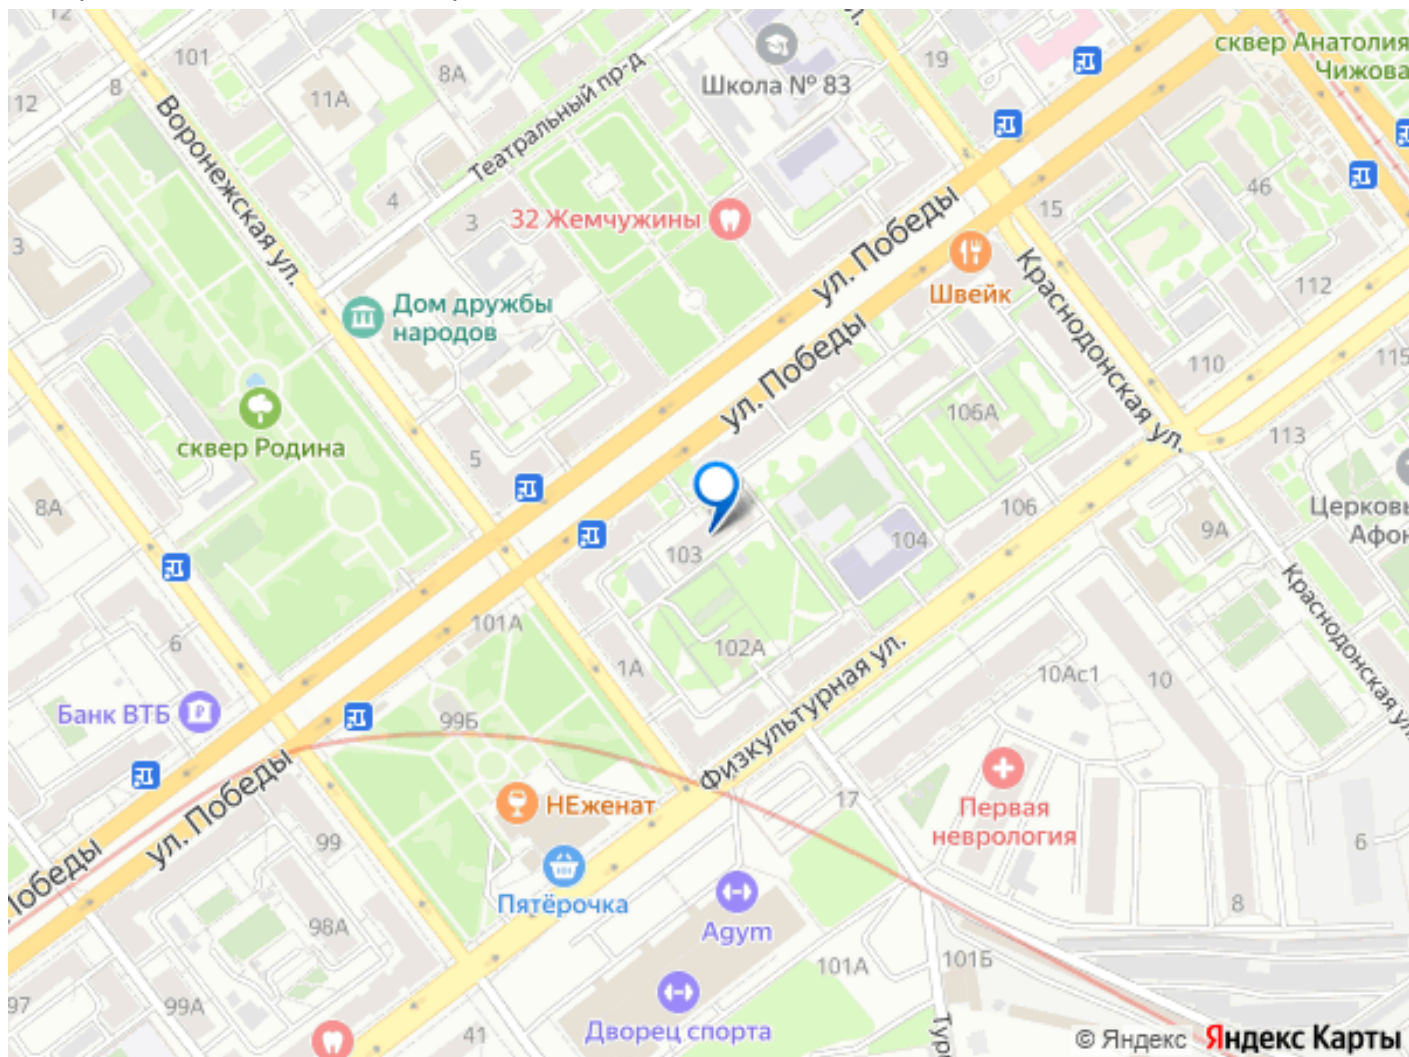 12
101
8А
8
11А
12
Воронежская ул.
Театральный пр-д
Школа № 83
19
сквер Анатолия
Чижова
46
15
4
3
3
32 Жемчужины
ул. Победы
Швейк
Краснодонская ул.
112
Дом дружбы
народов
ул. Победы
110
115
106А
сквер Родина
5
113
8А
106
Церковь
Афон
9А
103
104
Краснодонская ул.
101А
6
102А
1А
Физкультурная ул.
10Ас1
10
Банк ВТБ
99Б
ул. Победы
НЕженат
17
Первая
неврология
99
6
Победы
Пятёрочка
8
98А
Agym
101А
101Б
97
99А
Дворец спорта
41
Тур
© Яндекс Яндекс Карты